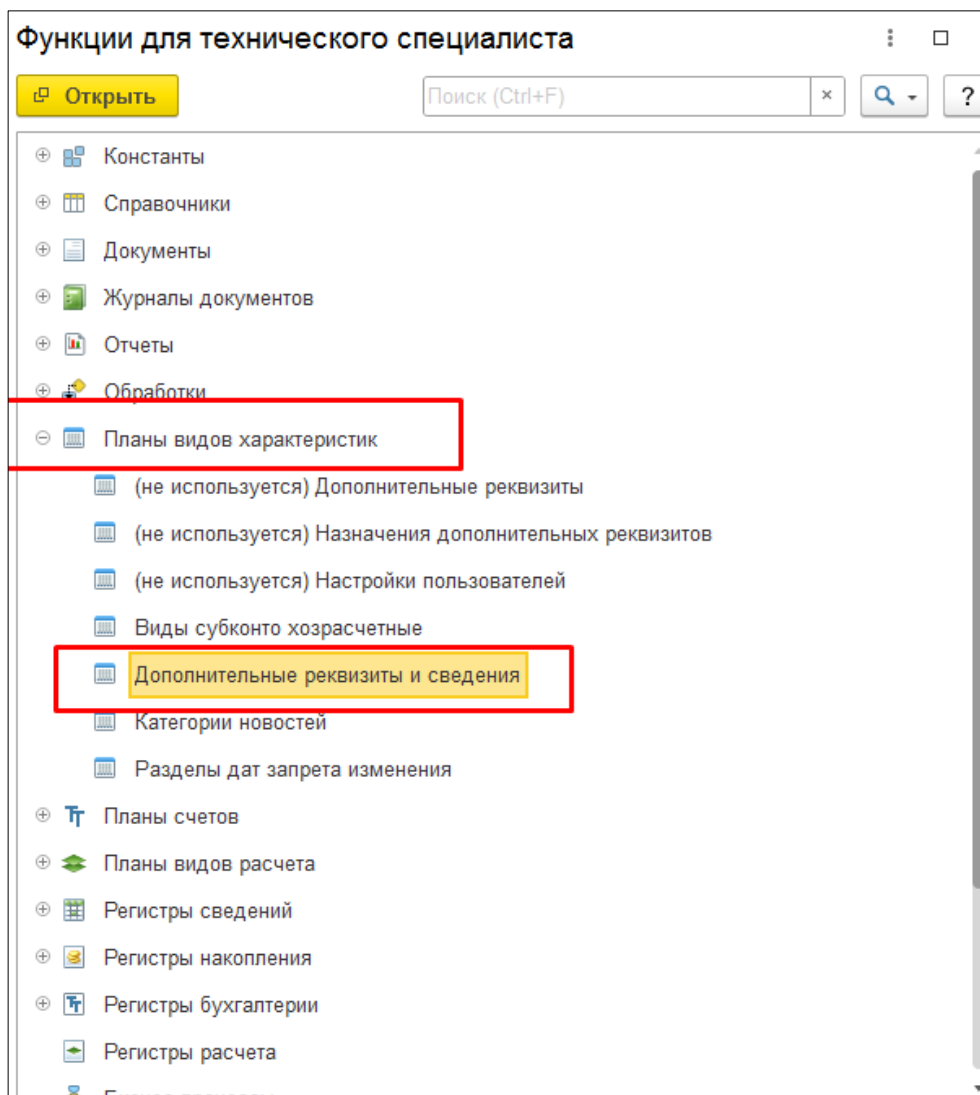 Функции для технического специалиста
Открыть
Поиск (Ctrl+F)
×
?
Константы
Справочники
Документы
Журналы документов
Отчеты
Обработки
Планы видов характеристик
(не используется) Дополнительные реквизиты
(не используется) Назначения дополнительных реквизитов
(не используется) Настройки пользователей
Виды субконто хозрасчетные
Дополнительные реквизиты и сведения
Категории новостей
Разделы дат запрета изменения
Планы счетов
Планы видов расчета
Регистры сведений
Регистры накопления
Регистры бухгалтерии
Регистры расчета